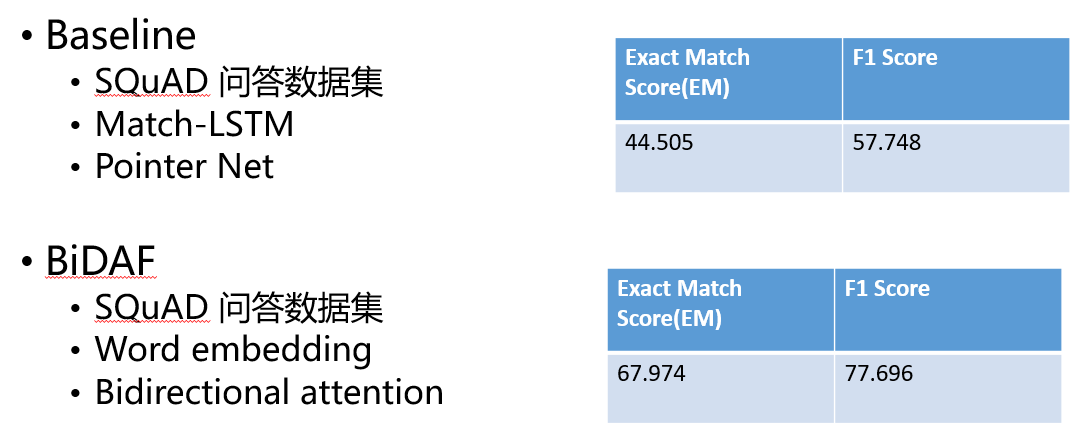 • Baseline
• SQuAD 问答数据集
• Match-LSTM
• Pointer Net
Exact Match
Score(EM)
F1 Score
44.505
57.748
• BiDAF
• SQuAD 问答数据集
• Word embedding
• Bidirectional attention
Exact Match
Score(EM)
F1 Score
67.974
77.696